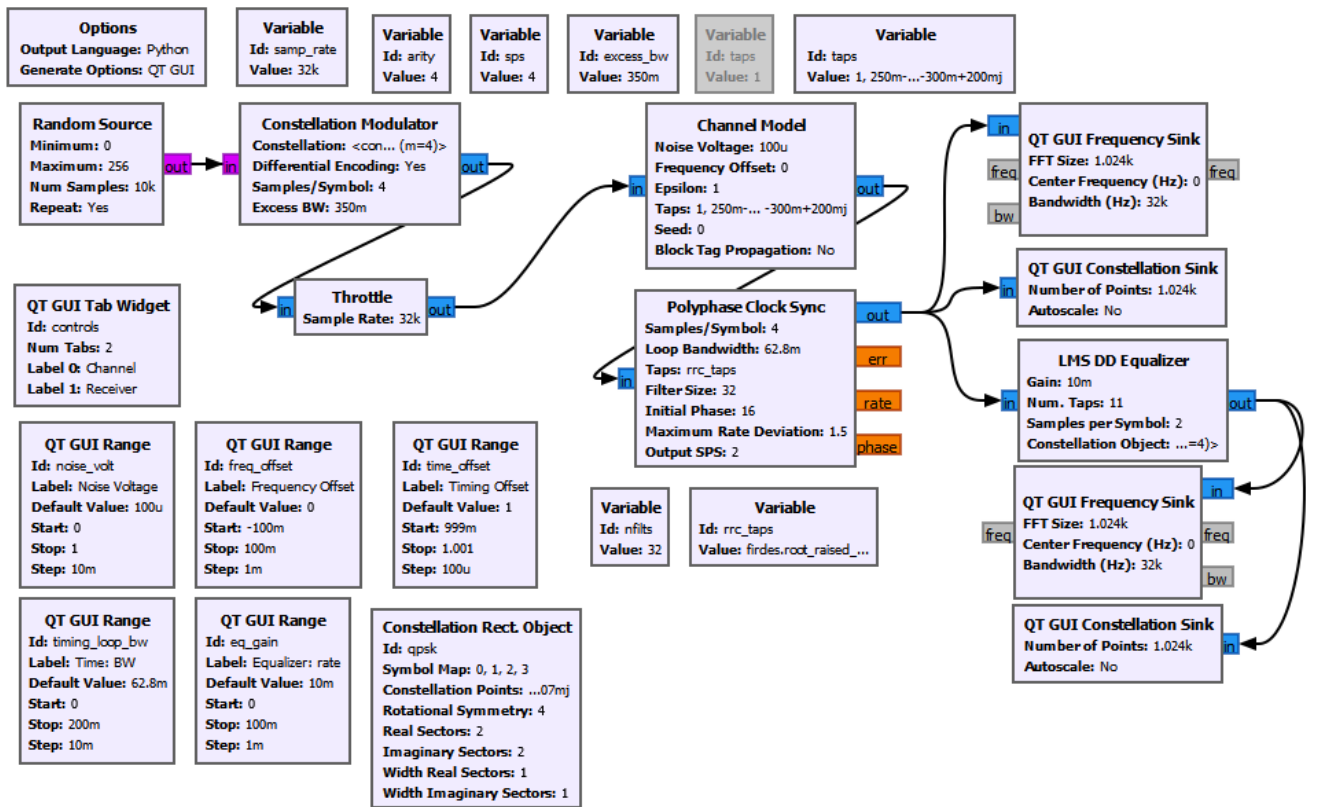 Options
Output Language: Python
Generate Options: QT GUI
Variable
Id: samp_rate
Value: 32k
Variable
Id: arity
Value: 4
Variable
Id: sps
Value: 4
Variable
Id: excess_bw
Value: 350m
Variable
Id: taps
Value: 1
Variable
Id: taps
Value: 1, 250m-...-300m+200mj
Random Source
Minimum: 0
Maximum: 256
Num Samples: 10k
Repeat: Yes
out
in
Constellation Modulator
Constellation: <con... (m=4)>
Differential Encoding: Yes
Samples/Symbol: 4
Excess BW: 350m
out
in
Channel Model
Noise Voltage: 100u
Frequency Offset: 0
Epsilon: 1
Taps: 1, 250m-... -300m+200mj
Seed: 0
Block Tag Propagation: No
out
in
freq
bw
QT GUI Frequency Sink
FFT Size: 1.024k
Center Frequency (Hz): 0
Bandwidth (Hz): 32k
freq
in
Throttle
Sample Rate: 32k
out
in
QT GUI Constellation Sink
Number of Points: 1.024k
Autoscale: No
QT GUI Tab Widget
Id: controls
Num Tabs: 2
Label 0: Channel
Label 1: Receiver
in
Polyphase Clock Sync
Samples/Symbol: 4
Loop Bandwidth: 62.8m
Taps: rrc_taps
Filter Size: 32
Initial Phase: 16
Maximum Rate Deviation: 1.5
Output SPS: 2
out
err
rate
phase
in
LMS DD Equalizer
Gain: 10m
Num. Taps: 11
Samples per Symbol: 2
Constellation Object: ...=4)>
out
QT GUI Range
Id: noise_volt
Label: Noise Voltage
Default Value: 100u
Start: 0
Stop: 1
Step: 10m
QT GUI Range
Id: freq_offset
Label: Frequency Offset
Default Value: 0
Start: -100m
Stop: 100m
Step: 1m
QT GUI Range
Id: time_offset
Label: Timing Offset
Default Value: 1
Start: 999m
Stop: 1.001
Step: 100u
Variable
Id: nfilts
Value: 32
Variable
Id: rrc_taps
Value: firdes.root_raised_...
freq
QT GUI Frequency Sink
FFT Size: 1.024k
Center Frequency (Hz): 0
Bandwidth (Hz): 32k
in
freq
bw
QT GUI Range
Id: timing_loop_bw
Label: Time: BW
Default Value: 62.8m
Start: 0
Stop: 200m
Step: 10m
QT GUI Range
Id: eq_gain
Label: Equalizer: rate
Default Value: 10m
Start: 0
Stop: 100m
Step: 1m
Constellation Rect. Object
Id: qpsk
Symbol Map: 0, 1, 2, 3
Constellation Points: ...07mj
Rotational Symmetry: 4
Real Sectors: 2
Imaginary Sectors: 2
Width Real Sectors: 1
Width Imaginary Sectors: 1
QT GUI Constellation Sink
Number of Points: 1.024k
Autoscale: No
in